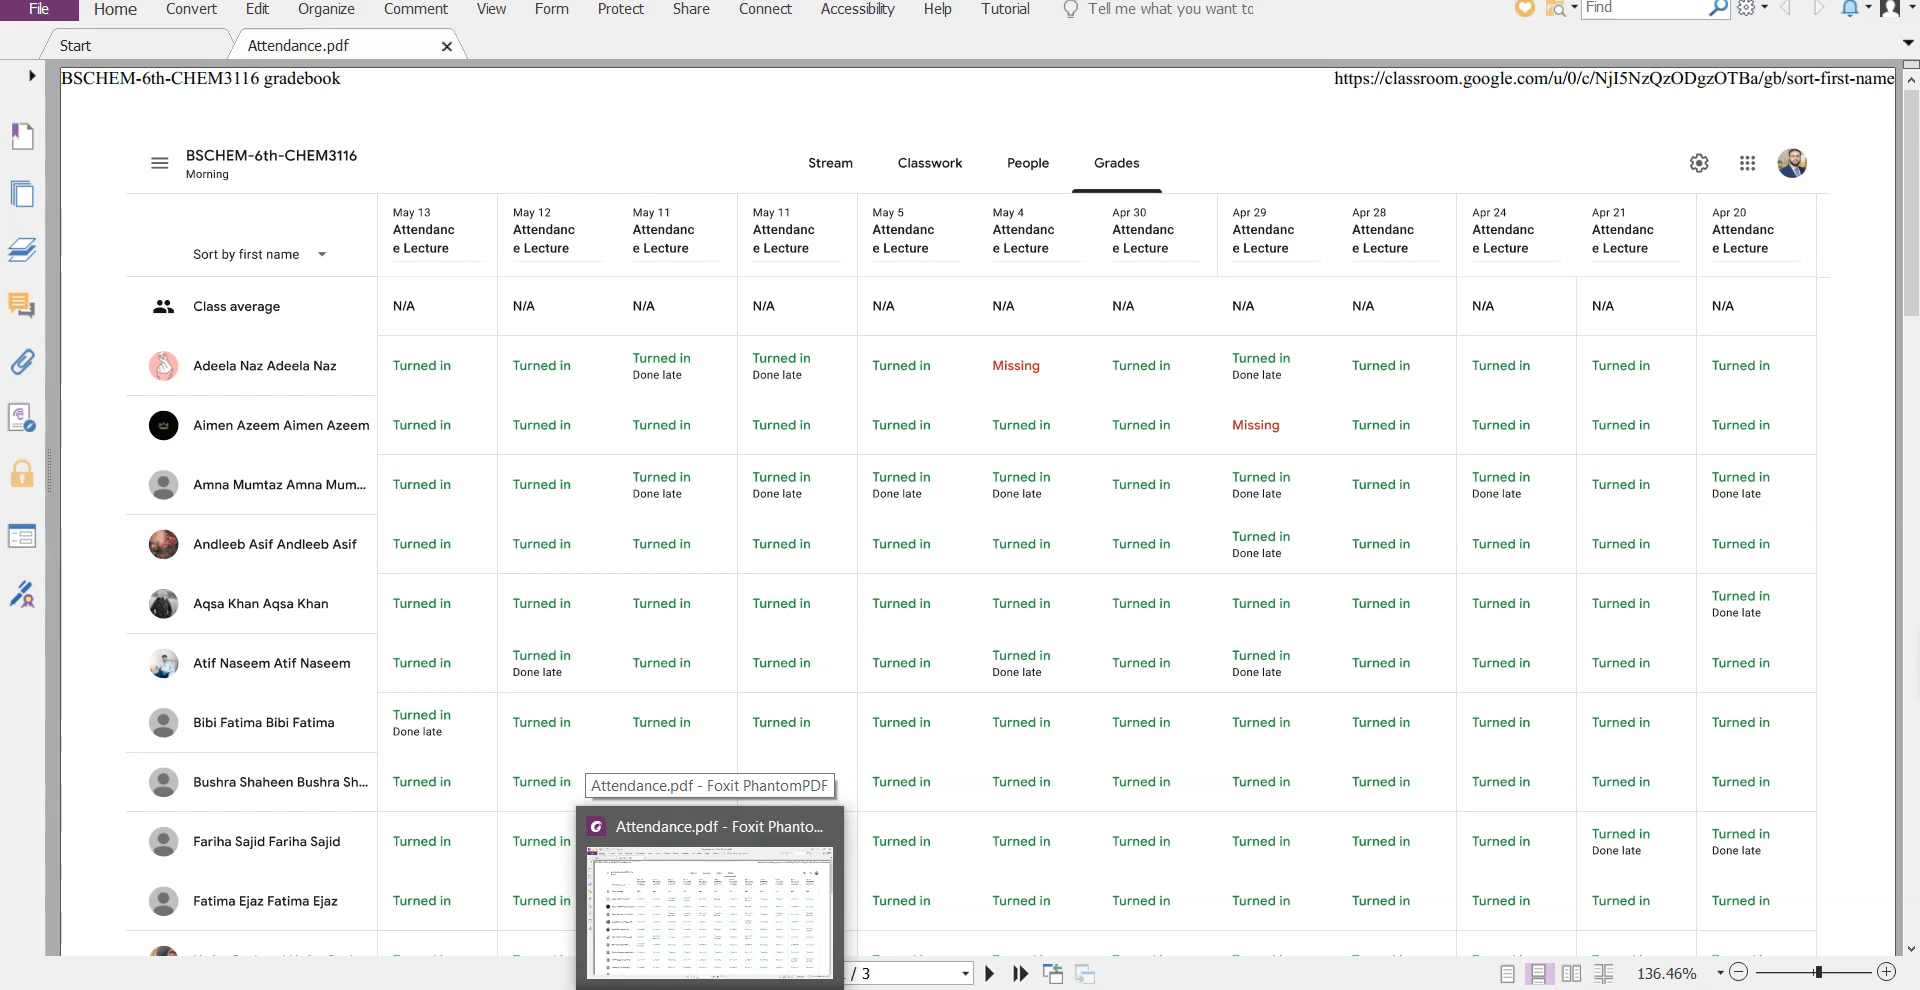 File Home Convert Edit Organize Comment View Form Protect Share Connect Accessibility Help Tutorial Tell me what you want to Find
Start Attendance.pdf
BSCHEM-6th-CHEM3116 gradebook https://classroom.google.com/u/0/c/NjI5NzQzODgzOTBa/gb/sort-first-name
BSCHEM-6th-CHEM3116
Morning
Stream Classwork People Grades
May 13 May 12 May 11 May 11 May 5 May 4 Apr 30 Apr 29 Apr 28 Apr 24 Apr 21 Apr 20
Attendanc Attendanc Attendanc Attendanc Attendanc Attendanc Attendanc Attendanc Attendanc Attendanc Attendanc Attendanc
e Lecture e Lecture e Lecture e Lecture e Lecture e Lecture e Lecture e Lecture e Lecture e Lecture e Lecture e Lecture
Sort by first name
Class average N/A N/A N/A N/A N/A N/A N/A N/A N/A N/A N/A N/A
Adeela Naz Adeela Naz Turned in Turned in Turned in Turned in Turned in Missing Turned in Turned in Turned in Turned in Turned in Turned in
Done late Done late Done late
Aimen Azeem Aimen Azeem Turned in Turned in Turned in Turned in Turned in Turned in Turned in Missing Turned in Turned in Turned in Turned in
Amna Mumtaz Amna Mum... Turned in Turned in Turned in Turned in Turned in Turned in Turned in Turned in Turned in Turned in Turned in Turned in
Done late Done late Done late Done late Done late Done late Done late
Andleeb Asif Andleeb Asif Turned in Turned in Turned in Turned in Turned in Turned in Turned in Turned in Turned in Turned in Turned in Turned in
Done late
Aqsa Khan Aqsa Khan Turned in Turned in Turned in Turned in Turned in Turned in Turned in Turned in Turned in Turned in Turned in Turned in
Done late
Atif Naseem Atif Naseem Turned in Turned in Turned in Turned in Turned in Turned in Turned in Turned in Turned in Turned in Turned in Turned in
Done late Done late Done late
Bibi Fatima Bibi Fatima Turned in Turned in Turned in Turned in Turned in Turned in Turned in Turned in Turned in Turned in Turned in Turned in
Done late
Bushra Shaheen Bushra Sh... Turned in Turned in Turned in Turned in Turned in Turned in Turned in Turned in Turned in Turned in
Attendance.pdf - Foxit PhantomPDF
Attendance.pdf - Foxit Phanto...
Fariha Sajid Fariha Sajid Turned in Turned in Turned in Turned in Turned in Turned in Turned in Turned in Turned in Turned in
Done late Done late
Fatima Ejaz Fatima Ejaz Turned in Turned in Turned in Turned in Turned in Turned in Turned in Turned in Turned in Turned in
/ 3 136.46%